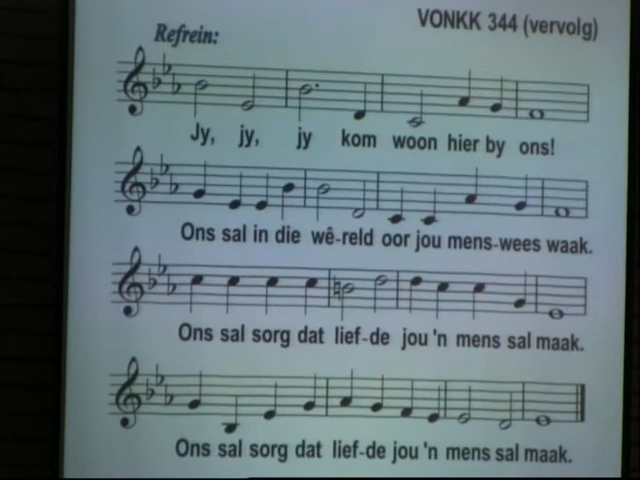 VONKK 344 (vervolg)
Refrein:
Jy, jy, jy kom woon hier by ons!
Ons sal in die wê-reld oor jou mens-wees waak.
Ons sal sorg dat lief-de jou 'n mens sal maak.
Ons sal sorg dat lief-de jou 'n mens sal maak.